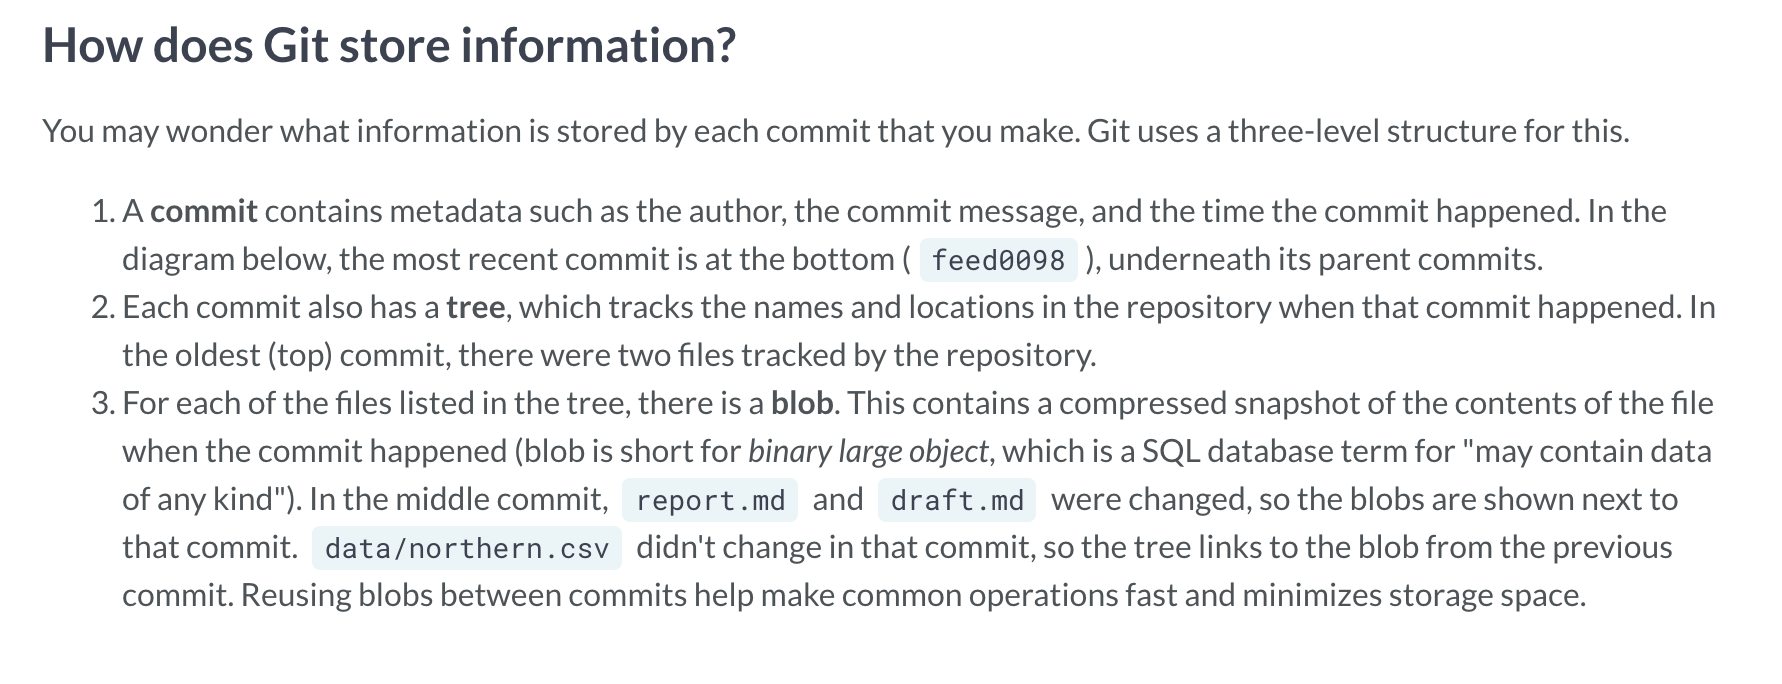 How does Git store information?
You may wonder what information is stored by each commit that you make. Git uses a three-level structure for this.
1. A commit contains metadata such as the author, the commit message, and the time the commit happened. In the
diagram below, the most recent commit is at the bottom ( feed0098 ), underneath its parent commits.
2. Each commit also has a tree, which tracks the names and locations in the repository when that commit happened. In
the oldest (top) commit, there were two files tracked by the repository.
3. For each of the files listed in the tree, there is a blob. This contains a compressed snapshot of the contents of the file
when the commit happened (blob is short for binary large object, which is a SQL database term for "may contain data
of any kind"). In the middle commit, report.md and draft.md were changed, so the blobs are shown next to
that commit. data/northern.csv didn't change in that commit, so the tree links to the blob from the previous
commit. Reusing blobs between commits help make common operations fast and minimizes storage space.